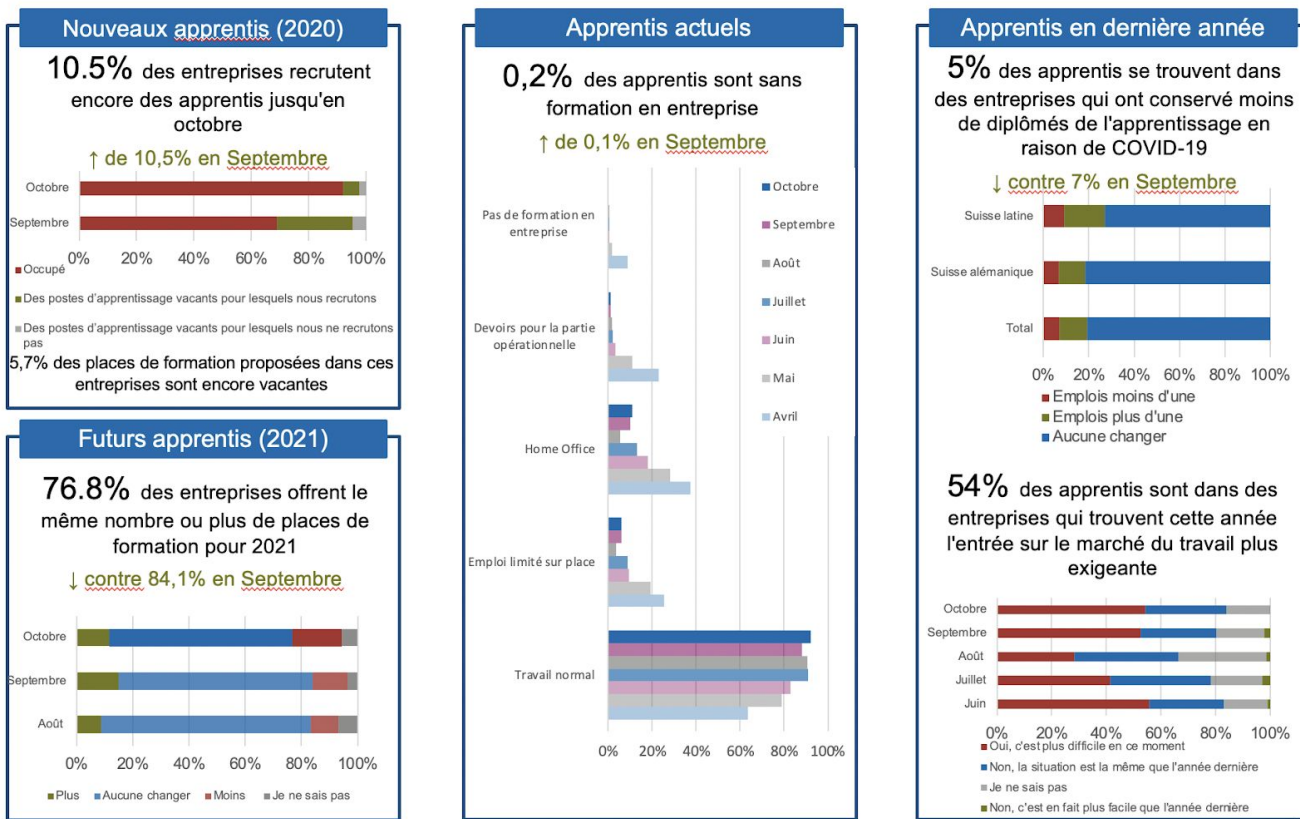 Nouveaux apprentis (2020)
10.5% des entreprises recrutent
encore des apprentis jusqu'en
octobre
↑ de 10,5% en Septembre
Octobre
Septembre
0% 20% 40% 60% 80% 100%
Occupé
Des postes d'apprentissage vacants pour lesquels nous recrutons
Des postes d'apprentissage vacants pour lesquels nous ne recrutons
pas
5,7% des places de formation proposées dans ces
entreprises sont encore vacantes
Futurs apprentis (2021)
76.8% des entreprises offrent le
même nombre ou plus de places de
formation pour 2021
↓ contre 84,1% en Septembre
Octobre
Septembre
Août
0% 20% 40% 60% 80% 100%
Plus Aucune changer Moins Je ne sais pas
Apprentis actuels
0,2% des apprentis sont sans
formation en entreprise
↑ de 0,1% en Septembre
Octobre
Septembre
Août
Juillet
Juin
Mai
Avril
Pas de formation en
entreprise
Devoirs pour la partie
opérationnelle
Home Office
Emploi limité sur place
Travail normal
0% 20% 40% 60% 80% 100%
Apprentis en dernière année
5% des apprentis se trouvent dans
des entreprises qui ont conservé moins
de diplômés de l'apprentissage en
raison de COVID-19
↓ contre 7% en Septembre
Suisse latine
Suisse alémanique
Total
0% 20% 40% 60% 80% 100%
Emplois moins d'une
Emplois plus d'une
Aucune changer
54% des apprentis sont dans des
entreprises qui trouvent cette année
l'entrée sur le marché du travail plus
exigeante
Octobre
Septembre
Août
Juillet
Juin
0% 20% 40% 60% 80% 100%
Oui, c'est plus difficile en ce moment
Non, la situation est la même que l'année dernière
Je ne sais pas
Non, c'est en fait plus facile que l'année dernière